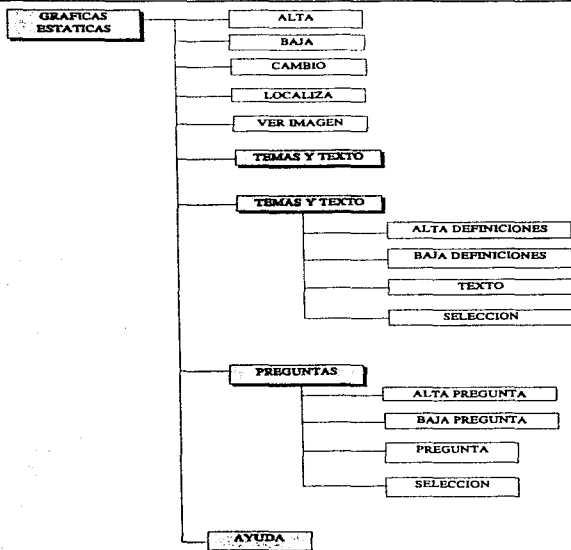 GRAFICAS
ESTATICAS
ALTA
BAJA
CAMBIO
LOCALIZA
VER IMAGEN
TEMAS Y TEXTO
TEMAS Y TEXTO
ALTA DEFINICIONES
BAJA DEFINICIONES
TEXTO
SELECCION
PREGUNTAS
ALTA PREGUNTA
BAJA PREGUNTA
PREGUNTA
SELECCION
AYUDA